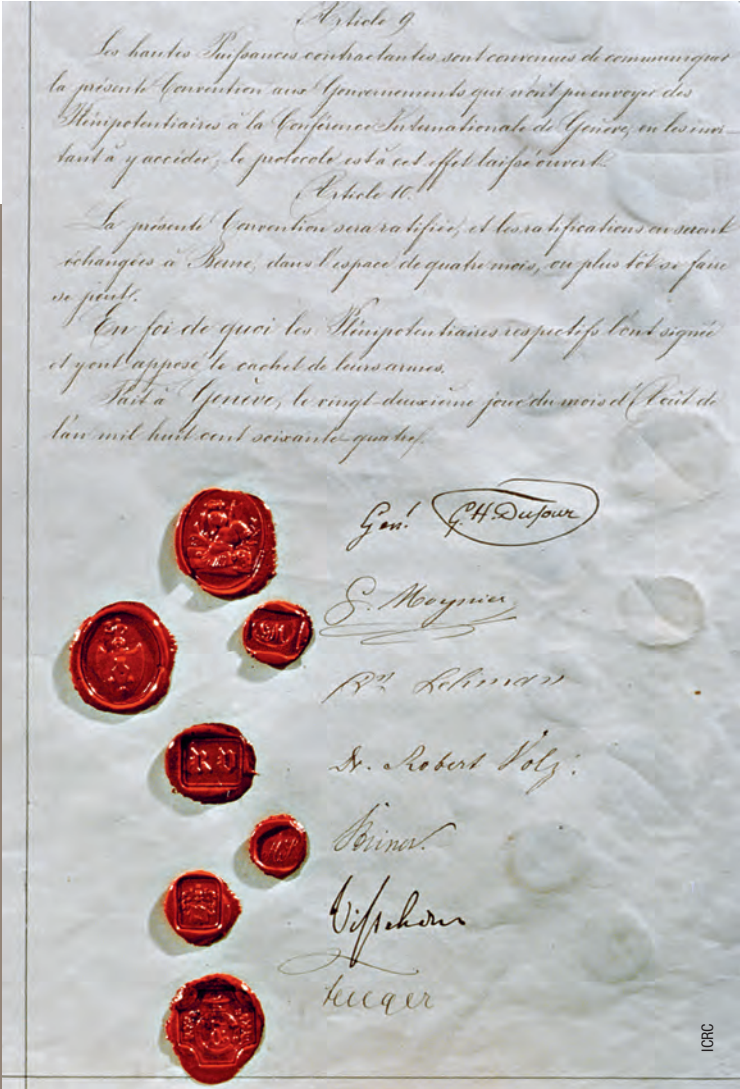 Article 9
Les hautes Puissances contractantes sont convenues de communiquer
la présente Convention aux Gouvernements qui n'ont pu envoyer des
Plénipotentiaires à la Conférence Internationale de Genève, en les invi-
tant à y accéder; le protocole est à cet effet laissé ouvert.
Article 10.
La présente Convention sera ratifiée, et les ratifications en seront
échangées à Berne, dans l'espace de quatre mois, ou plus tôt si faire
se peut.
En foi de quoi les Plénipotentiaires respectifs l'ont signée
et y ont apposé le cachet de leurs armes.
Fait à Genève, le vingt-deuxième jour du mois d'Août de
l'an mil huit cent soixante-quatre.
Gén.l G.H. Dufour
G. Moynier
Dr. Lehmann
Dr. Robert Volz.
RV
Steiner.
Visschers
ICRC